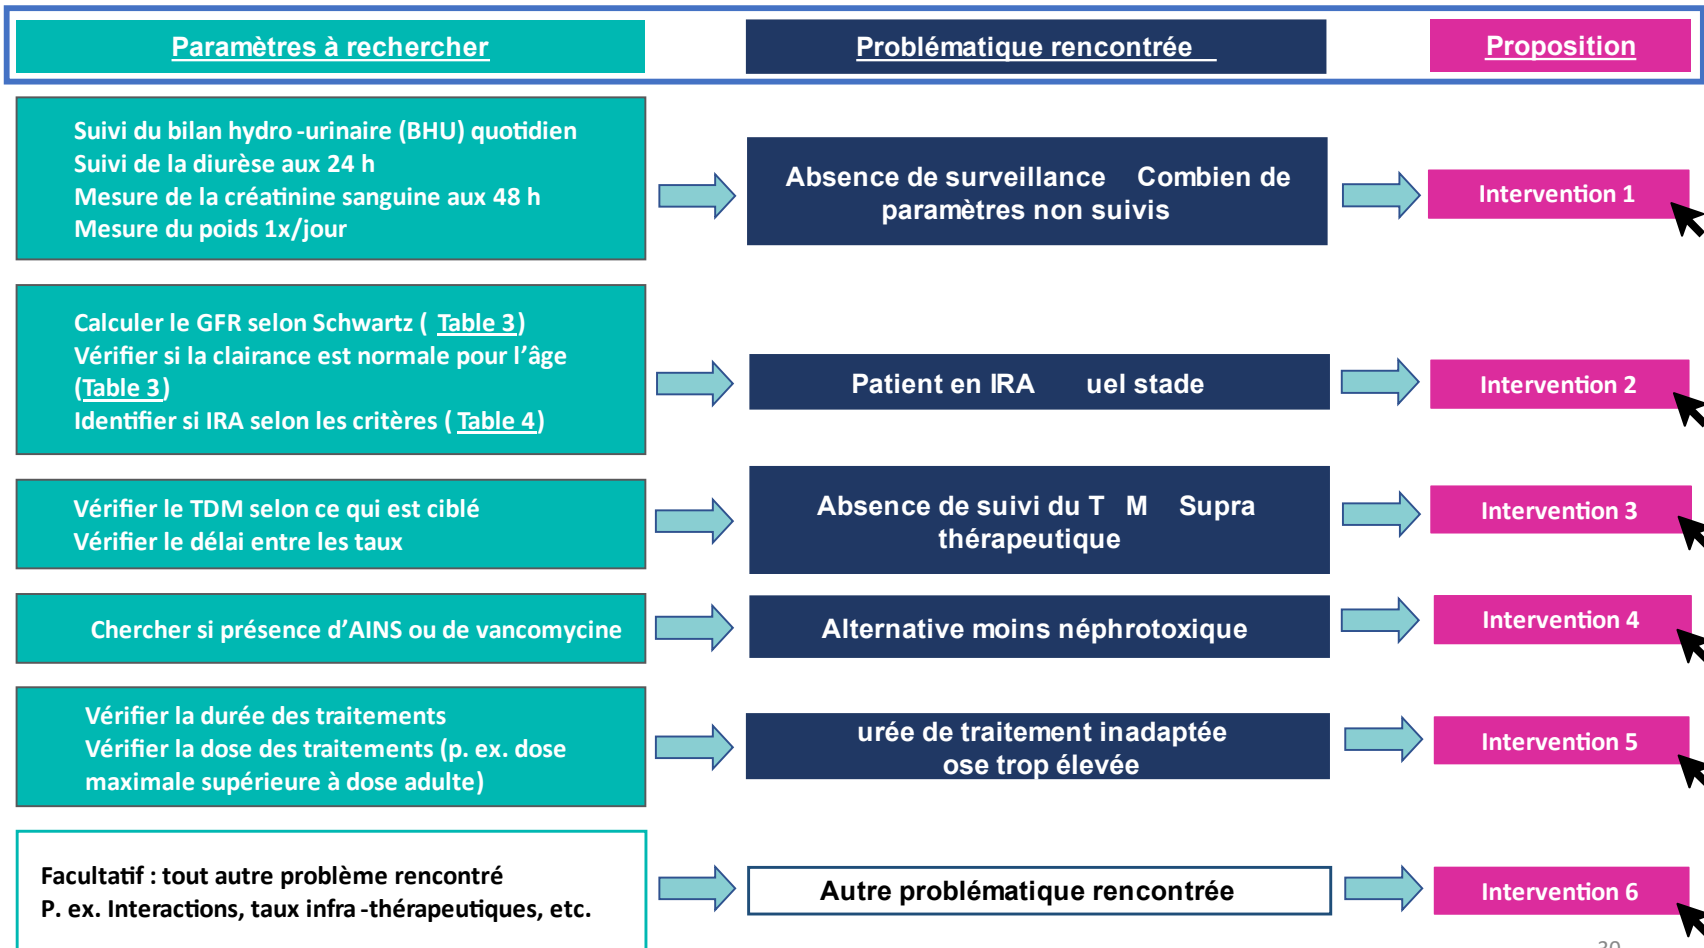 Paramètres à rechercher
Problématique rencontrée
Proposition
Suivi du bilan hydro-urinaire (BHU) quotidien
Suivi de la diurèse aux 24 h
Mesure de la créatinine sanguine aux 48 h
Mesure du poids 1x/jour
Absence de surveillance Combien de
paramètres non suivis
Intervention 1
Calculer le GFR selon Schwartz ( Table 3)
Vérifier si la clairance est normale pour l’âge
(Table 3)
Identifier si IRA selon les critères ( Table 4)
Patient en IRA uel stade
Intervention 2
Vérifier le TDM selon ce qui est ciblé
Vérifier le délai entre les taux
Absence de suivi du T M Supra
thérapeutique
Intervention 3
Chercher si présence d’AINS ou de vancomycine
Alternative moins néphrotoxique
Intervention 4
Vérifier la durée des traitements
Vérifier la dose des traitements (p. ex. dose
maximale supérieure à dose adulte)
urée de traitement inadaptée
ose trop élevée
Intervention 5
Facultatif : tout autre problème rencontré
P. ex. Interactions, taux infra-thérapeutiques, etc.
Autre problématique rencontrée
Intervention 6